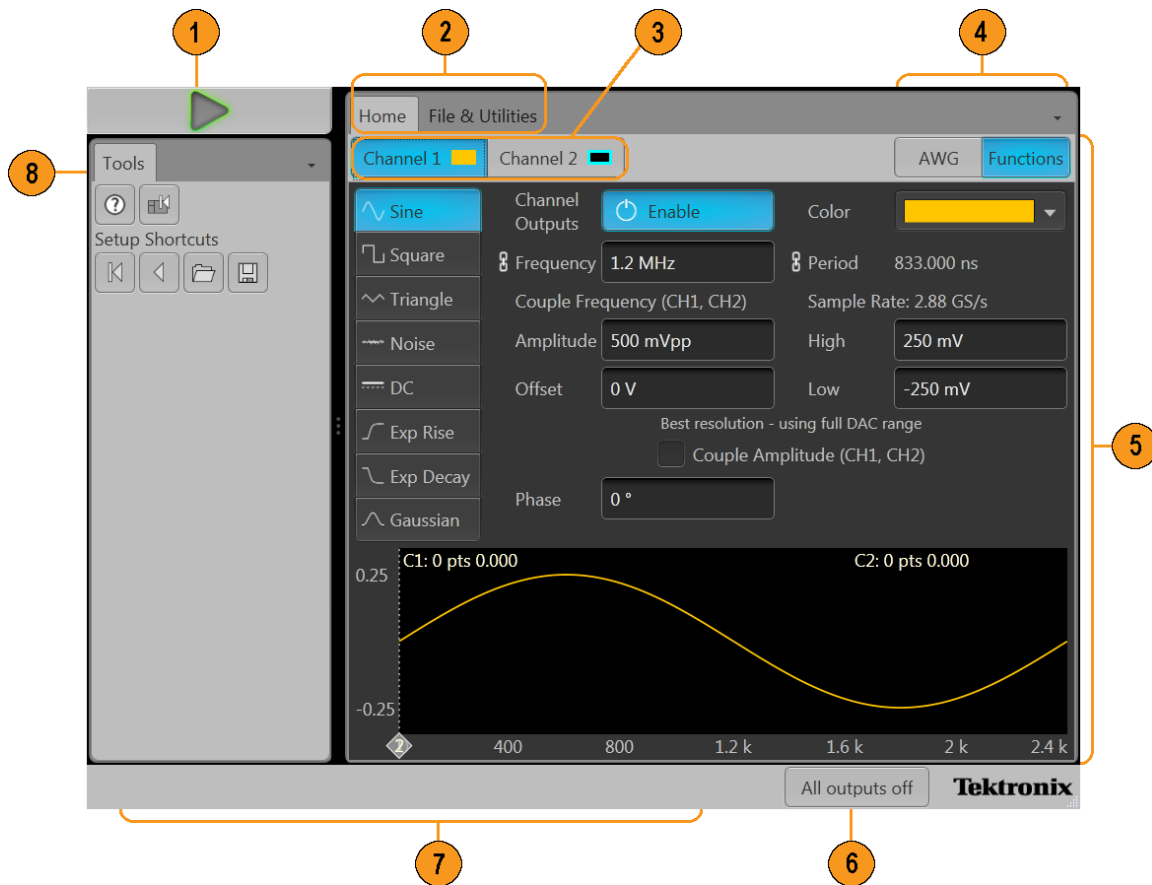 1
2
3
4
Home File & Utilities
8
Tools
Channel 1 Channel 2
AWG Functions
Setup Shortcuts
Sine
Square
Triangle
Noise
DC
Exp Rise
Exp Decay
Gaussian
Channel Outputs Enable
Color
Frequency 1.2 MHz
Period 833.000 ns
Couple Frequency (CH1, CH2)
Sample Rate: 2.88 GS/s
Amplitude 500 mVpp
High 250 mV
Offset 0 V
Low -250 mV
Best resolution - using full DAC range
Couple Amplitude (CH1, CH2)
Phase 0 °
5
C1: 0 pts 0.000
C2: 0 pts 0.000
0.25
-0.25
2 400 800 1.2 k 1.6 k 2 k 2.4 k
All outputs off
Tektronix
7
6